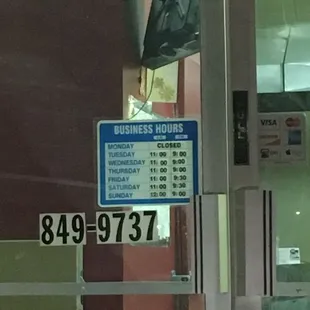 BUSINESS HOURS
MONDAY CLOSED
TUESDAY 11:00 9:00
WEDNESDAY 11:00 9:00
THURSDAY 11:00 9:00
FRIDAY 11:00 9:30
SATURDAY 11:00 9:30
SUNDAY 12:00 9:00
VISA
849-9737